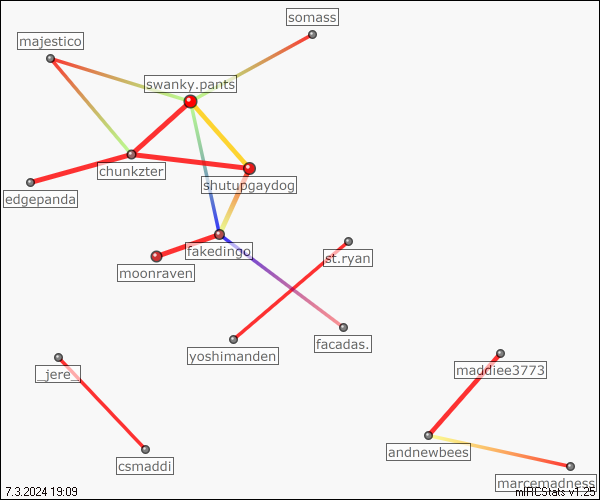 somass
majestico
swanky.pants
chunkzter
shutupgaydog
edgepanda
fakedingo
st.ryan
moonraven
facadas.
yoshimanden
maddiee3773
_jere_
andnewbees
csmaddi
marcemadness
7.3.2024 19:09
mIRCStats v1.25